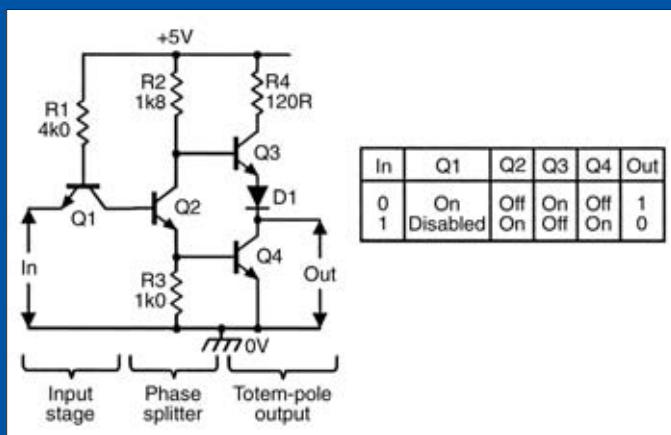 +5V
R1
4k0
R2
1k8
R4
120R
Q1
Q2
Q3
D1
Q4
In
R3
1k0
Out
0V
Input
stage
Phase
splitter
Totem-pole
output
In Q1 Q2 Q3 Q4 Out
0 On Off On Off 1
1 Disabled On Off On 0